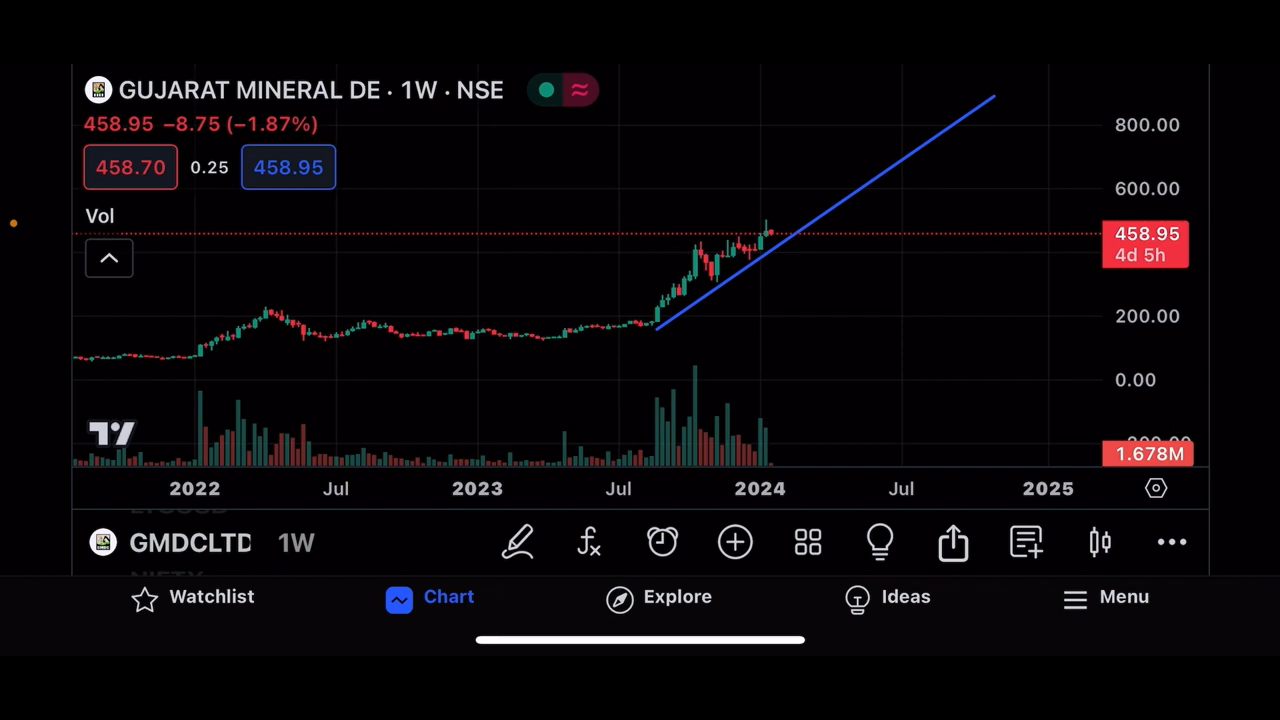 GUJARAT MINERAL DE · 1W · NSE
458.95 −8.75 (−1.87%)
458.70 0.25 458.95
Vol
800.00
600.00
458.95
4d 5h
200.00
0.00
1.678M
2022 Jul 2023 Jul 2024 Jul 2025
GMDCLTD 1W
Watchlist Chart Explore Ideas Menu